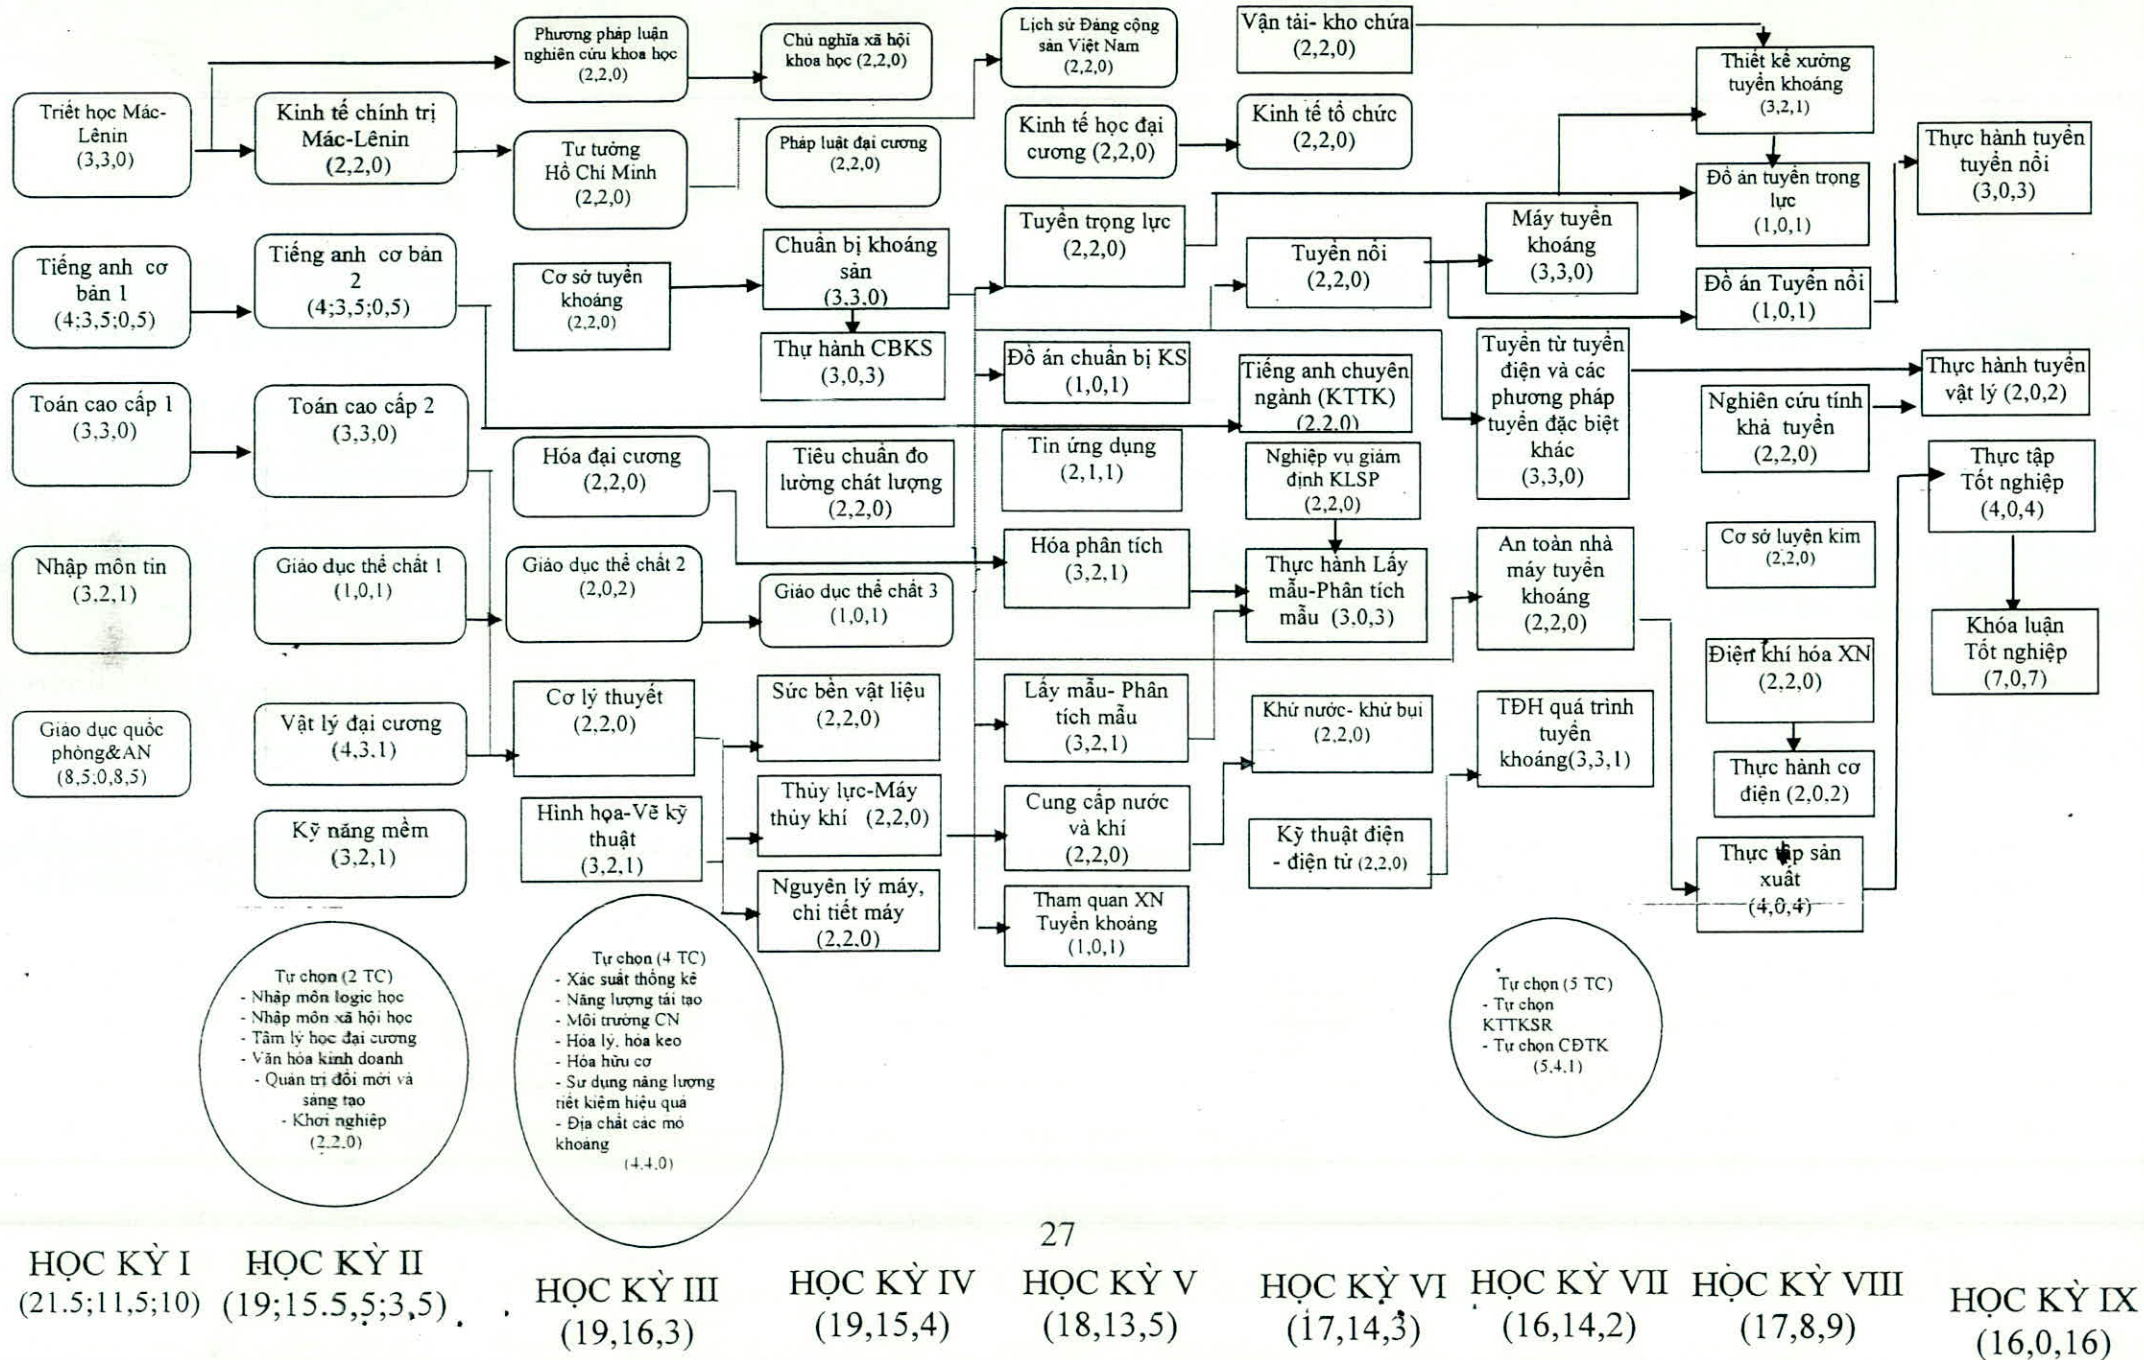 Triết học Mác-
Lênin
(3,3,0)
Tiếng anh cơ
bản 1
(4;3,5;0,5)
Toán cao cấp 1
(3,3,0)
Nhập môn tin
(3,2,1)
Giáo dục quốc
phòng&AN
(8,5;0,8,5)
Kinh tế chính trị
Mác-Lênin
(2,2,0)
Tiếng anh cơ bản
2
(4;3,5;0,5)
Toán cao cấp 2
(3,3,0)
Giáo dục thể chất 1
(1,0,1)
Vật lý đại cương
(4,3.1)
Kỹ năng mềm
(3,2,1)
Tự chọn (2 TC)
- Nhập môn logic học
- Nhập môn xã hội học
- Tâm lý học đại cương
- Văn hóa kinh doanh
- Quản trị đổi mới và
sáng tạo
- Khơi nghiệp
(2.2.0)
Phương pháp luận
nghiên cứu khoa học
(2,2,0)
Tư tưởng
Hồ Chí Minh
(2,2,0)
Cơ sở tuyển
khoáng
(2,2,0)
Hóa đại cương
(2,2,0)
Giáo dục thể chất 2
(2,0,2)
Cơ lý thuyết
(2,2,0)
Hình họa-Vẽ kỹ
thuật
(3,2,1)
Tự chọn (4 TC)
- Xác suất thống kê
- Năng lượng tái tạo
- Môi trường CN
- Hóa lý, hóa keo
- Hóa hữu cơ
- Sư dụng năng lượng
tiết kiệm hiệu quả
- Địa chất các mỏ
khoáng
(4.4.0)
Chủ nghĩa xã hội
khoa học (2,2,0)
Pháp luật đại cương
(2,2,0)
Chuẩn bị khoáng
sản
(3,3,0)
Thự hành CBKS
(3,0,3)
Tiêu chuẩn đo
lường chát lượng
(2,2,0)
Giáo dục thể chất 3
(1,0,1)
Sức bền vật liệu
(2,2,0)
Thủy lực-Máy
thủy khí (2,2,0)
Nguyên lý máy,
chi tiết máy
(2,2,0)
Lịch sử Đảng cộng
sản Việt Nam
(2,2,0)
Kinh tế học đại
cương (2,2,0)
Tuyển trọng lực
(2,2,0)
Đồ án chuẩn bị KS
(1,0,1)
Tin ứng dụng
(2,1,1)
Hóa phân tích
(3,2,1)
Lấy mẫu- Phân
tích mẫu
(3,2,1)
Cung cấp nước
và khí
(2,2,0)
Tham quan XN
Tuyển khoáng
(1,0,1)
Vận tải- kho chứa
(2,2,0)
Kinh tế tổ chức
(2,2,0)
Tuyển nổi
(2,2,0)
Tiếng anh chuyên
ngành (KTTK)
(2,2,0)
Nghiệp vụ giám
định KLSP
(2,2,0)
Thực hành Lấy
mẫu-Phân tích
mẫu (3.0,3)
Khử nước- khử bụi
(2,2,0)
Kỹ thuật điện
- điện tử (2,2,0)
Máy tuyển
khoáng
(3,3,0)
Tuyển từ tuyển
điện và các
phương pháp
tuyển đặc biệt
khác
(3,3,0)
An toàn nhà
máy tuyển
khoáng
(2,2,0)
TĐH quá trình
tuyển
khoáng(3,3,1)
Tự chọn (5 TC)
- Tự chọn
KTTKSR
- Tự chọn CĐTK
(5.4.1)
Thiết kế xưởng
tuyển khoáng
(3,2,1)
Đồ án tuyển trọng
lực
(1,0,1)
Đồ án Tuyển nổi
(1,0,1)
Nghiên cứu tính
khả tuyển
(2,2,0)
Cơ sở luyện kim
(2,2,0)
Điện khí hóa XN
(2,2,0)
Thực hành cơ
điện (2,0,2)
Thực tập sản
xuất
(4,0,4)
Thực hành tuyển
tuyển nổi
(3,0,3)
Thực hành tuyển
vật lý (2,0,2)
Thực tập
Tốt nghiệp
(4,0,4)
Khóa luận
Tốt nghiệp
(7,0,7)
27
HỌC KỲ I
(21.5;11,5;10)
HỌC KỲ II
(19;15.5,5;3,5)
HỌC KỲ III
(19,16,3)
HỌC KỲ IV
(19,15,4)
HỌC KỲ V
(18,13,5)
HỌC KỲ VI
(17,14,3)
HỌC KỲ VII
(16,14,2)
HỌC KỲ VIII
(17,8,9)
HỌC KỲ IX
(16,0,16)